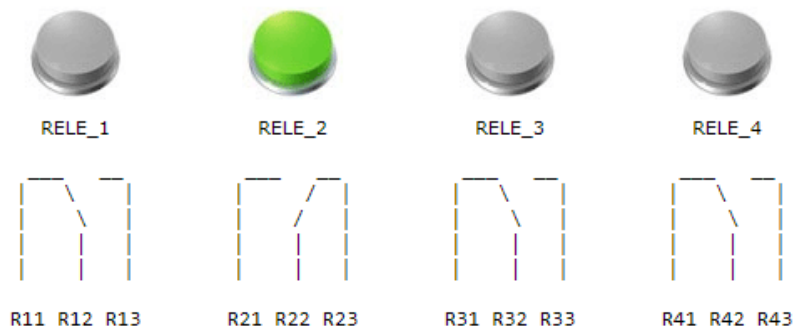 RELE_1 RELE_2 RELE_3 RELE_4
R11 R12 R13 R21 R22 R23 R31 R32 R33 R41 R42 R43